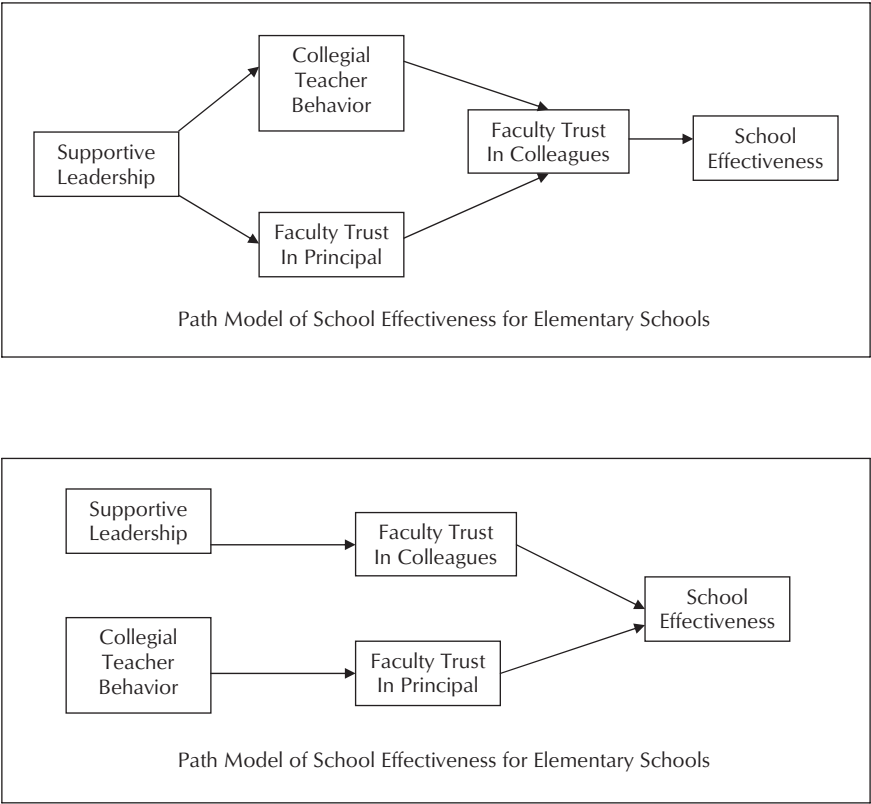 Collegial
Teacher
Behavior
Supportive
Leadership
Faculty Trust
In Colleagues
School
Effectiveness
Faculty Trust
In Principal
Path Model of School Effectiveness for Elementary Schools
Supportive
Leadership
Faculty Trust
In Colleagues
School
Effectiveness
Collegial
Teacher
Behavior
Faculty Trust
In Principal
Path Model of School Effectiveness for Elementary Schools